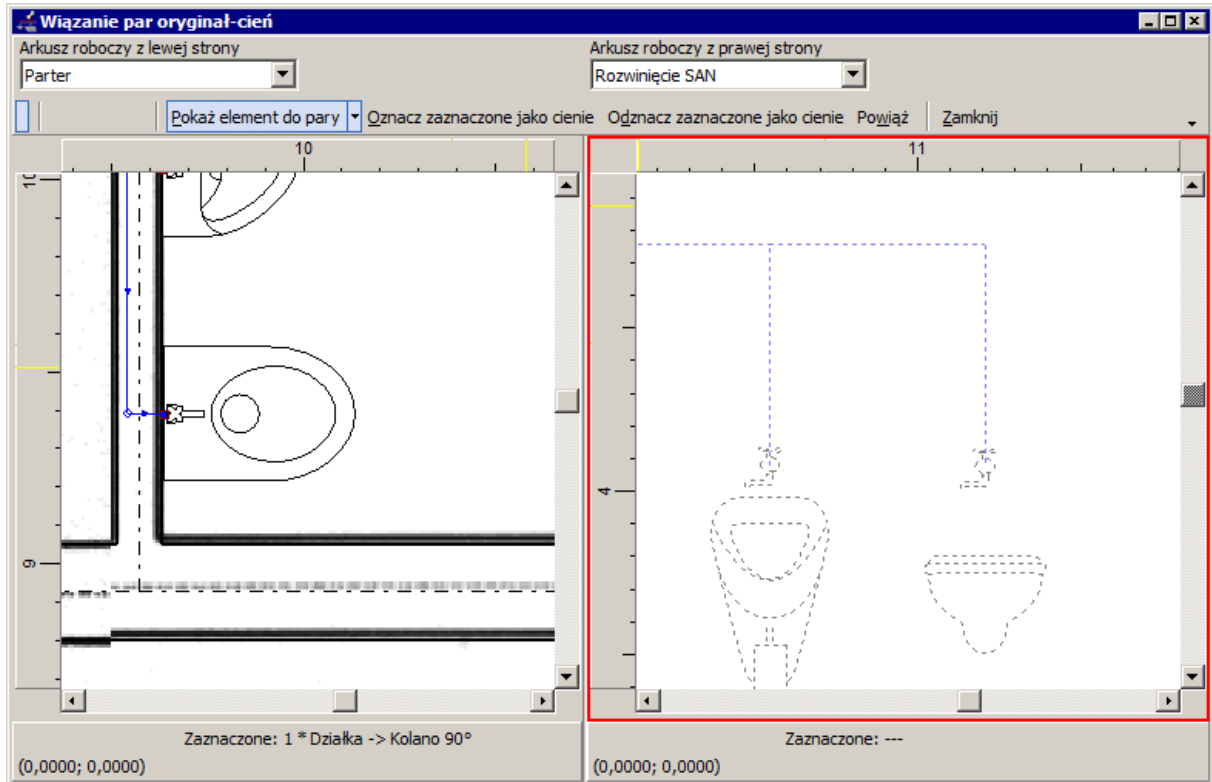 Wiązanie par oryginał-cień
Arkusz roboczy z lewej strony
Arkusz roboczy z prawej strony
Parter
Rozwinięcie SAN
Pokaż element do pary Oznacz zaznaczone jako cienie Odznacz zaznaczone jako cienie Powiąż Zamknij
10
11
10
9
4
Zaznaczone: 1 * Działka -> Kolano 90°
Zaznaczone: ---
(0,0000; 0,0000)
(0,0000; 0,0000)